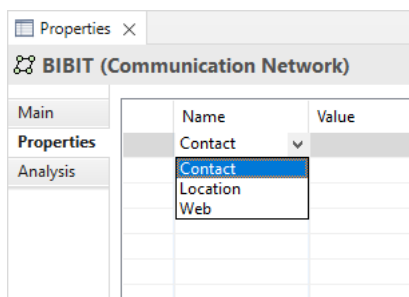 Properties
BIBIT (Communication Network)
Main
Properties
Analysis
Name Value
Contact
Contact
Location
Web